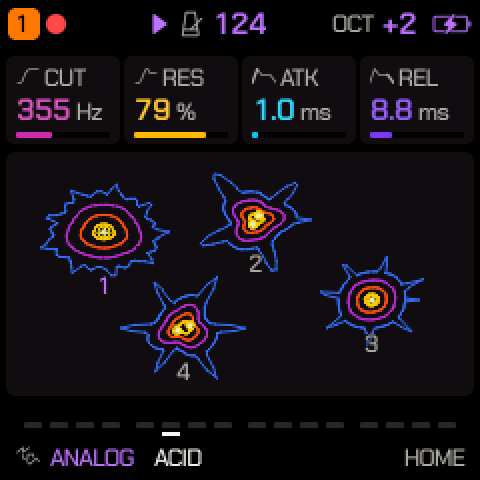 1 124 OCT +2
CUT RES ATK REL
355 Hz 79 % 1.0 ms 8.8 ms
1
2
3
4
ANALOG ACID HOME